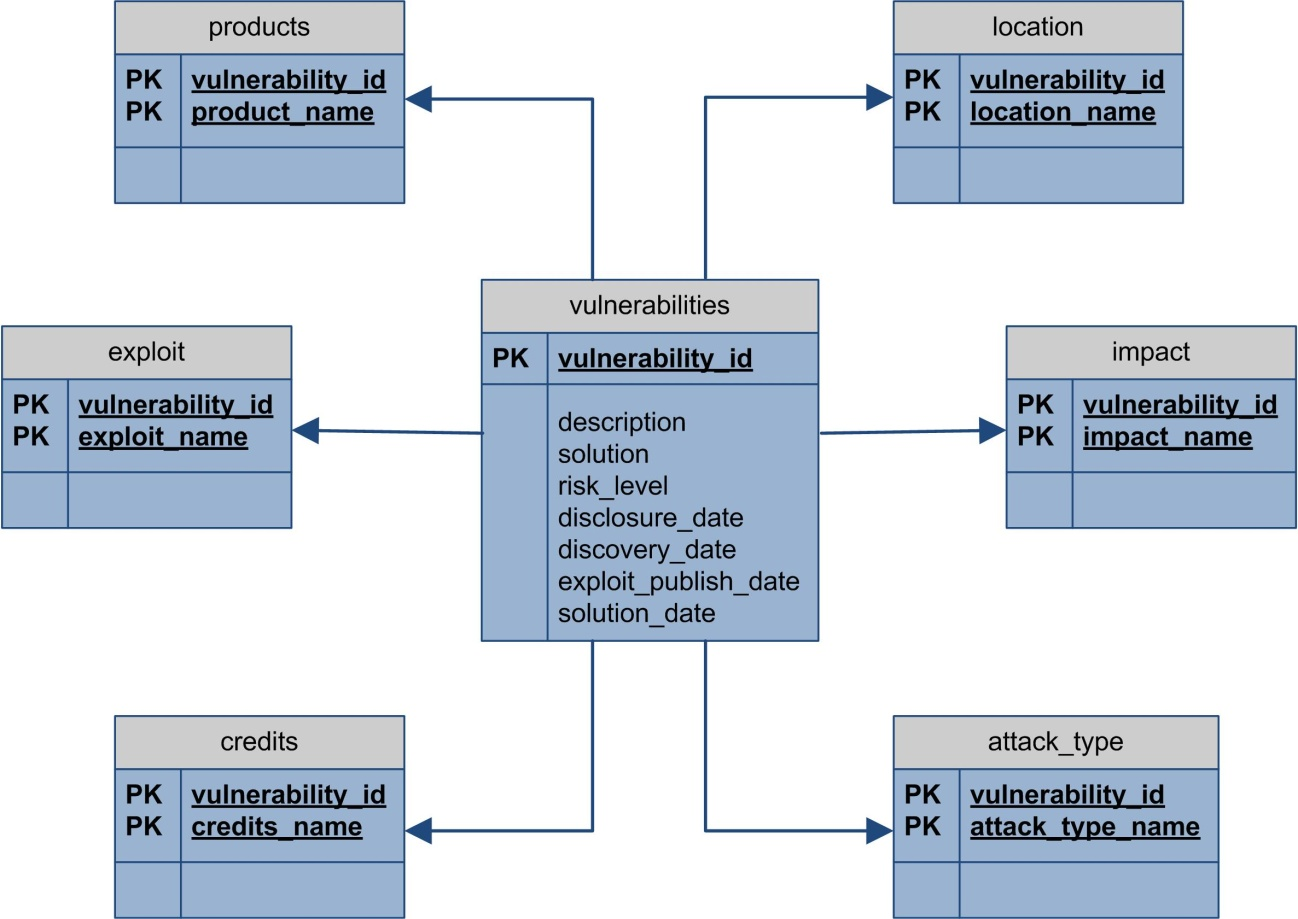 products
PK vulnerability_id
PK product_name
location
PK vulnerability_id
PK location_name
vulnerabilities
PK vulnerability_id
description
solution
risk_level
disclosure_date
discovery_date
exploit_publish_date
solution_date
exploit
PK vulnerability_id
PK exploit_name
impact
PK vulnerability_id
PK impact_name
credits
PK vulnerability_id
PK credits_name
attack_type
PK vulnerability_id
PK attack_type_name